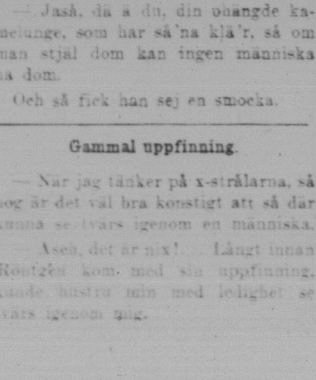 — Jaså, dä ä du, din ohängde ka-
nelunge, som har så'na klä'r, så om
man stjäl dom kan ingen människa
ha dom.
Och så fick han sej en smocka.
Gammal uppfinning.
— När jag tänker på x-strålarna, så
nog är det väl bra konstigt att så där
kunna se tvärs igenom en människa.
— Asch, det är nix!... Långt innan
Röntgen kom med sin uppfinning,
kunde hustru min med ledighet se
tvärs igenom mig.